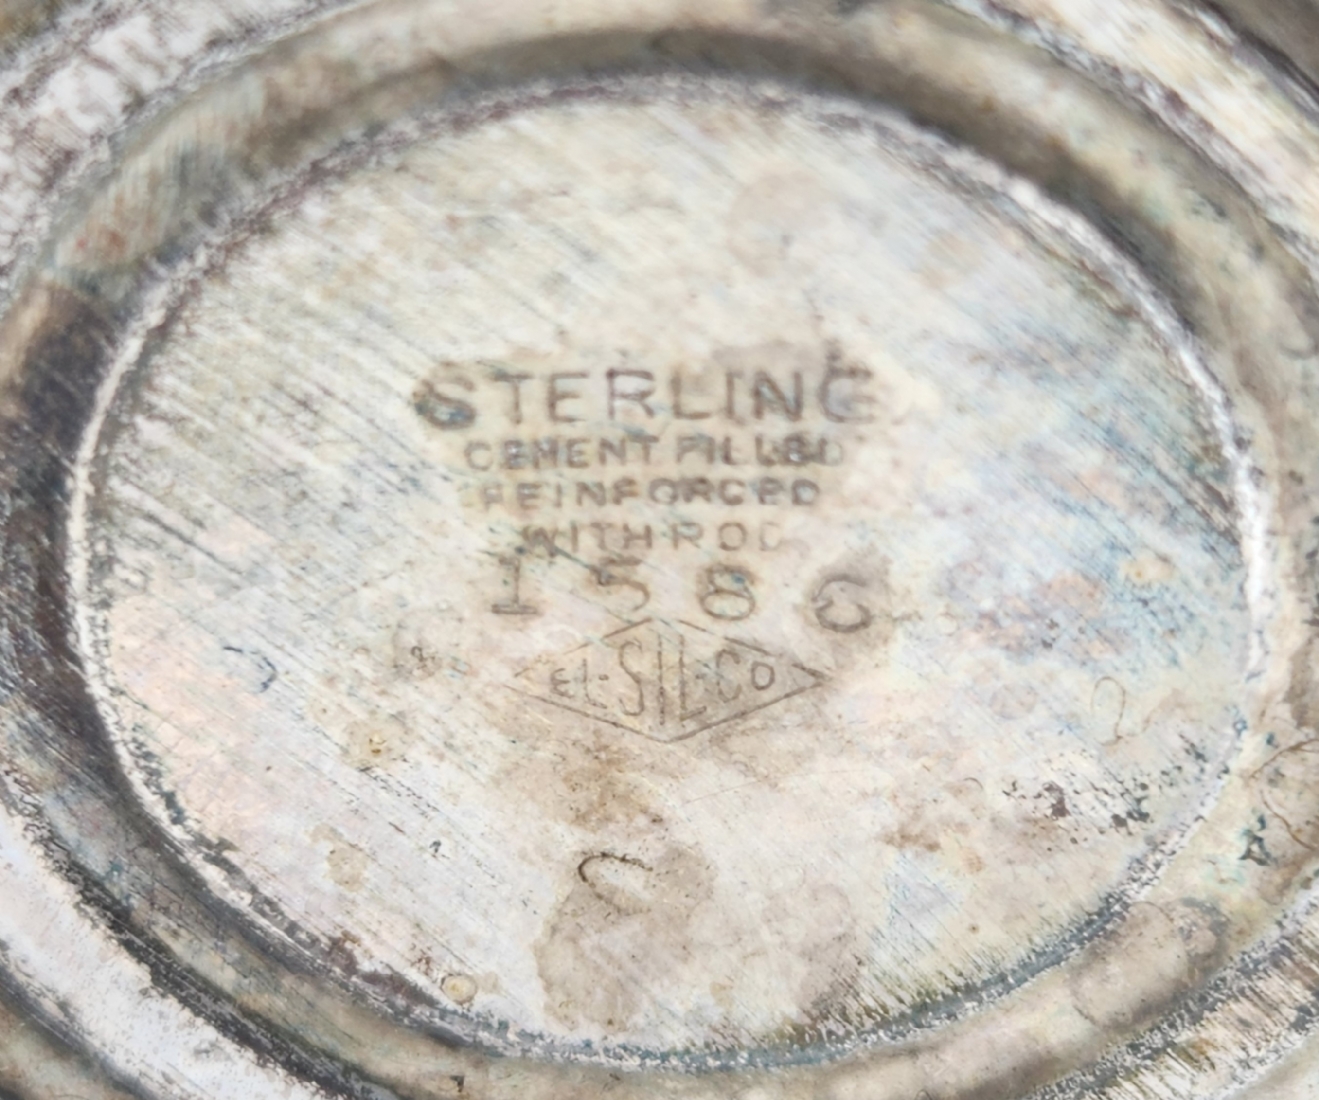 STERLING
CEMENT FILLED
REINFORCED
WITH ROD
1586
EL-SIL-CO